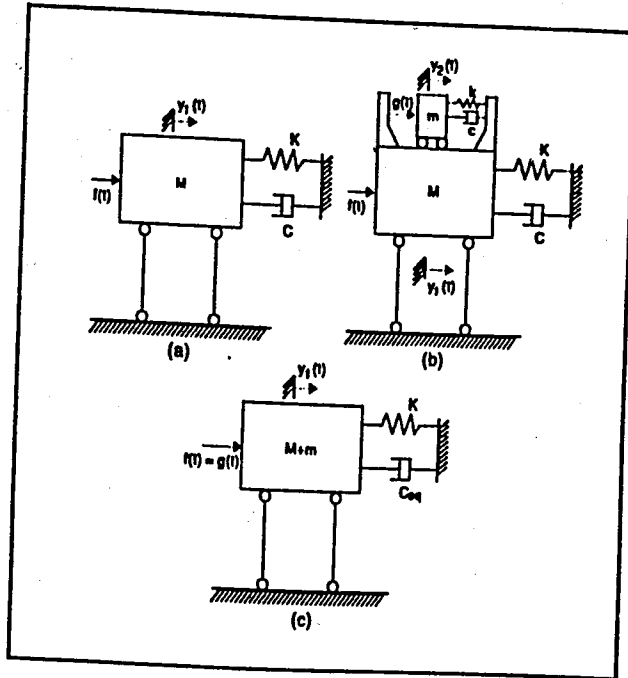 y₁(T)
f(T)
M
K
C
(a)
y₂(T)
g(T)
m
k
c
f(T)
M
K
C
y₁(T)
(b)
y₁(T)
f(T) = g(T)
M+m
K
Ceq
(c)